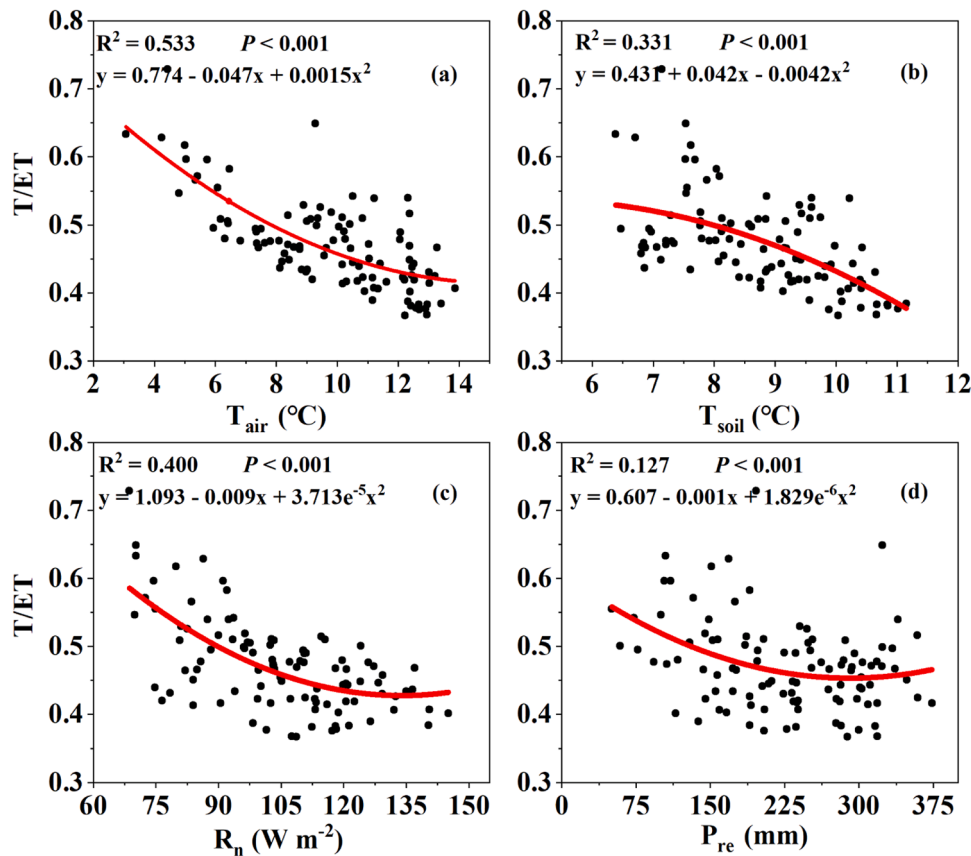 0.8
0.7
0.6
0.5
0.4
0.3
T/ET
R² = 0.533 P < 0.001
y = 0.774 - 0.047x + 0.0015x²
(a)
2 4 6 8 10 12 14
T_air (°C)
0.8
0.7
0.6
0.5
0.4
0.3
R² = 0.331 P < 0.001
y = 0.431 + 0.042x - 0.0042x²
(b)
6 7 8 9 10 11 12
T_soil (°C)
0.8
0.7
0.6
0.5
0.4
0.3
T/ET
R² = 0.400 P < 0.001
y = 1.093 - 0.009x + 3.713e⁻⁵x²
(c)
60 75 90 105 120 135 150
R_n (W m⁻²)
0.8
0.7
0.6
0.5
0.4
0.3
R² = 0.127 P < 0.001
y = 0.607 - 0.001x + 1.829e⁻⁶x²
(d)
0 75 150 225 300 375
P_re (mm)